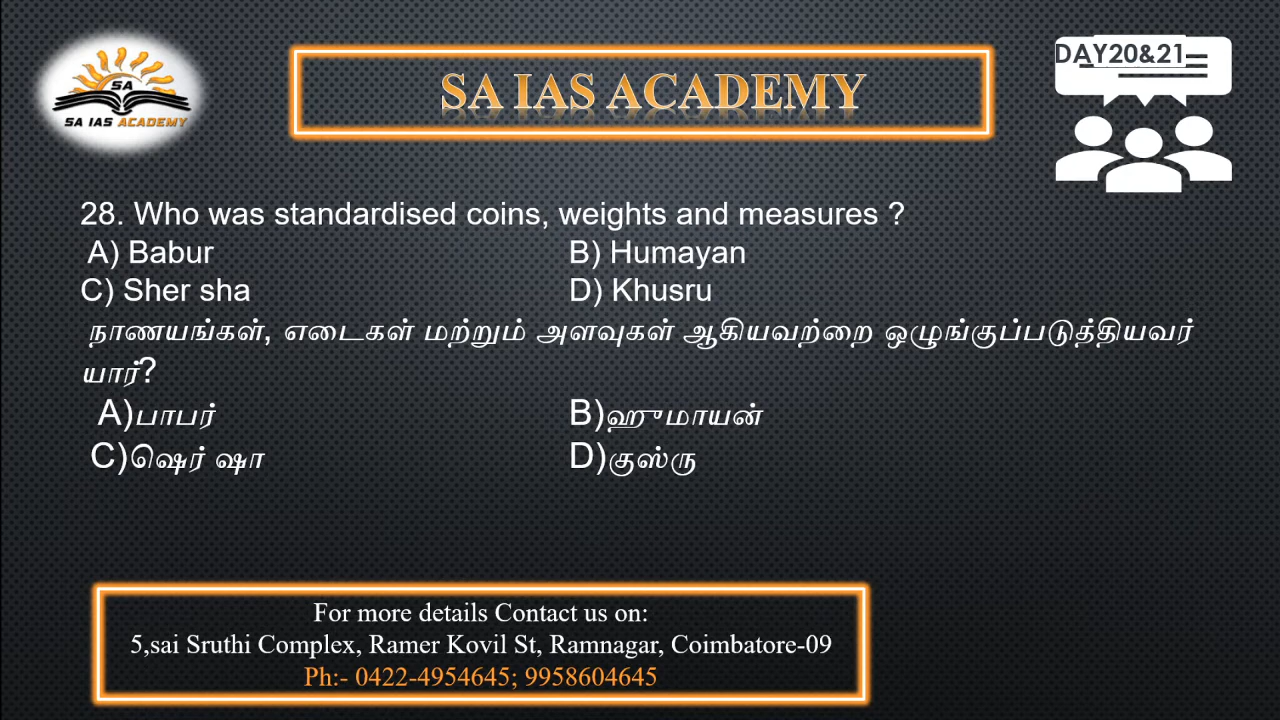 SA
SA IAS ACADEMY
SA IAS ACADEMY
DAY20&21
28. Who was standardised coins, weights and measures ?
A) Babur B) Humayan
C) Sher sha D) Khusru
நாணயங்கள், எடைகள் மற்றும் அளவுகள் ஆகியவற்றை ஒழுங்குப்படுத்தியவர்
யார்?
A)பாபர் B)ஹுமாயன்
C)ஷெர் ஷா D)குஸ்ரு
For more details Contact us on:
5,sai Sruthi Complex, Ramer Kovil St, Ramnagar, Coimbatore-09
Ph:- 0422-4954645; 9958604645